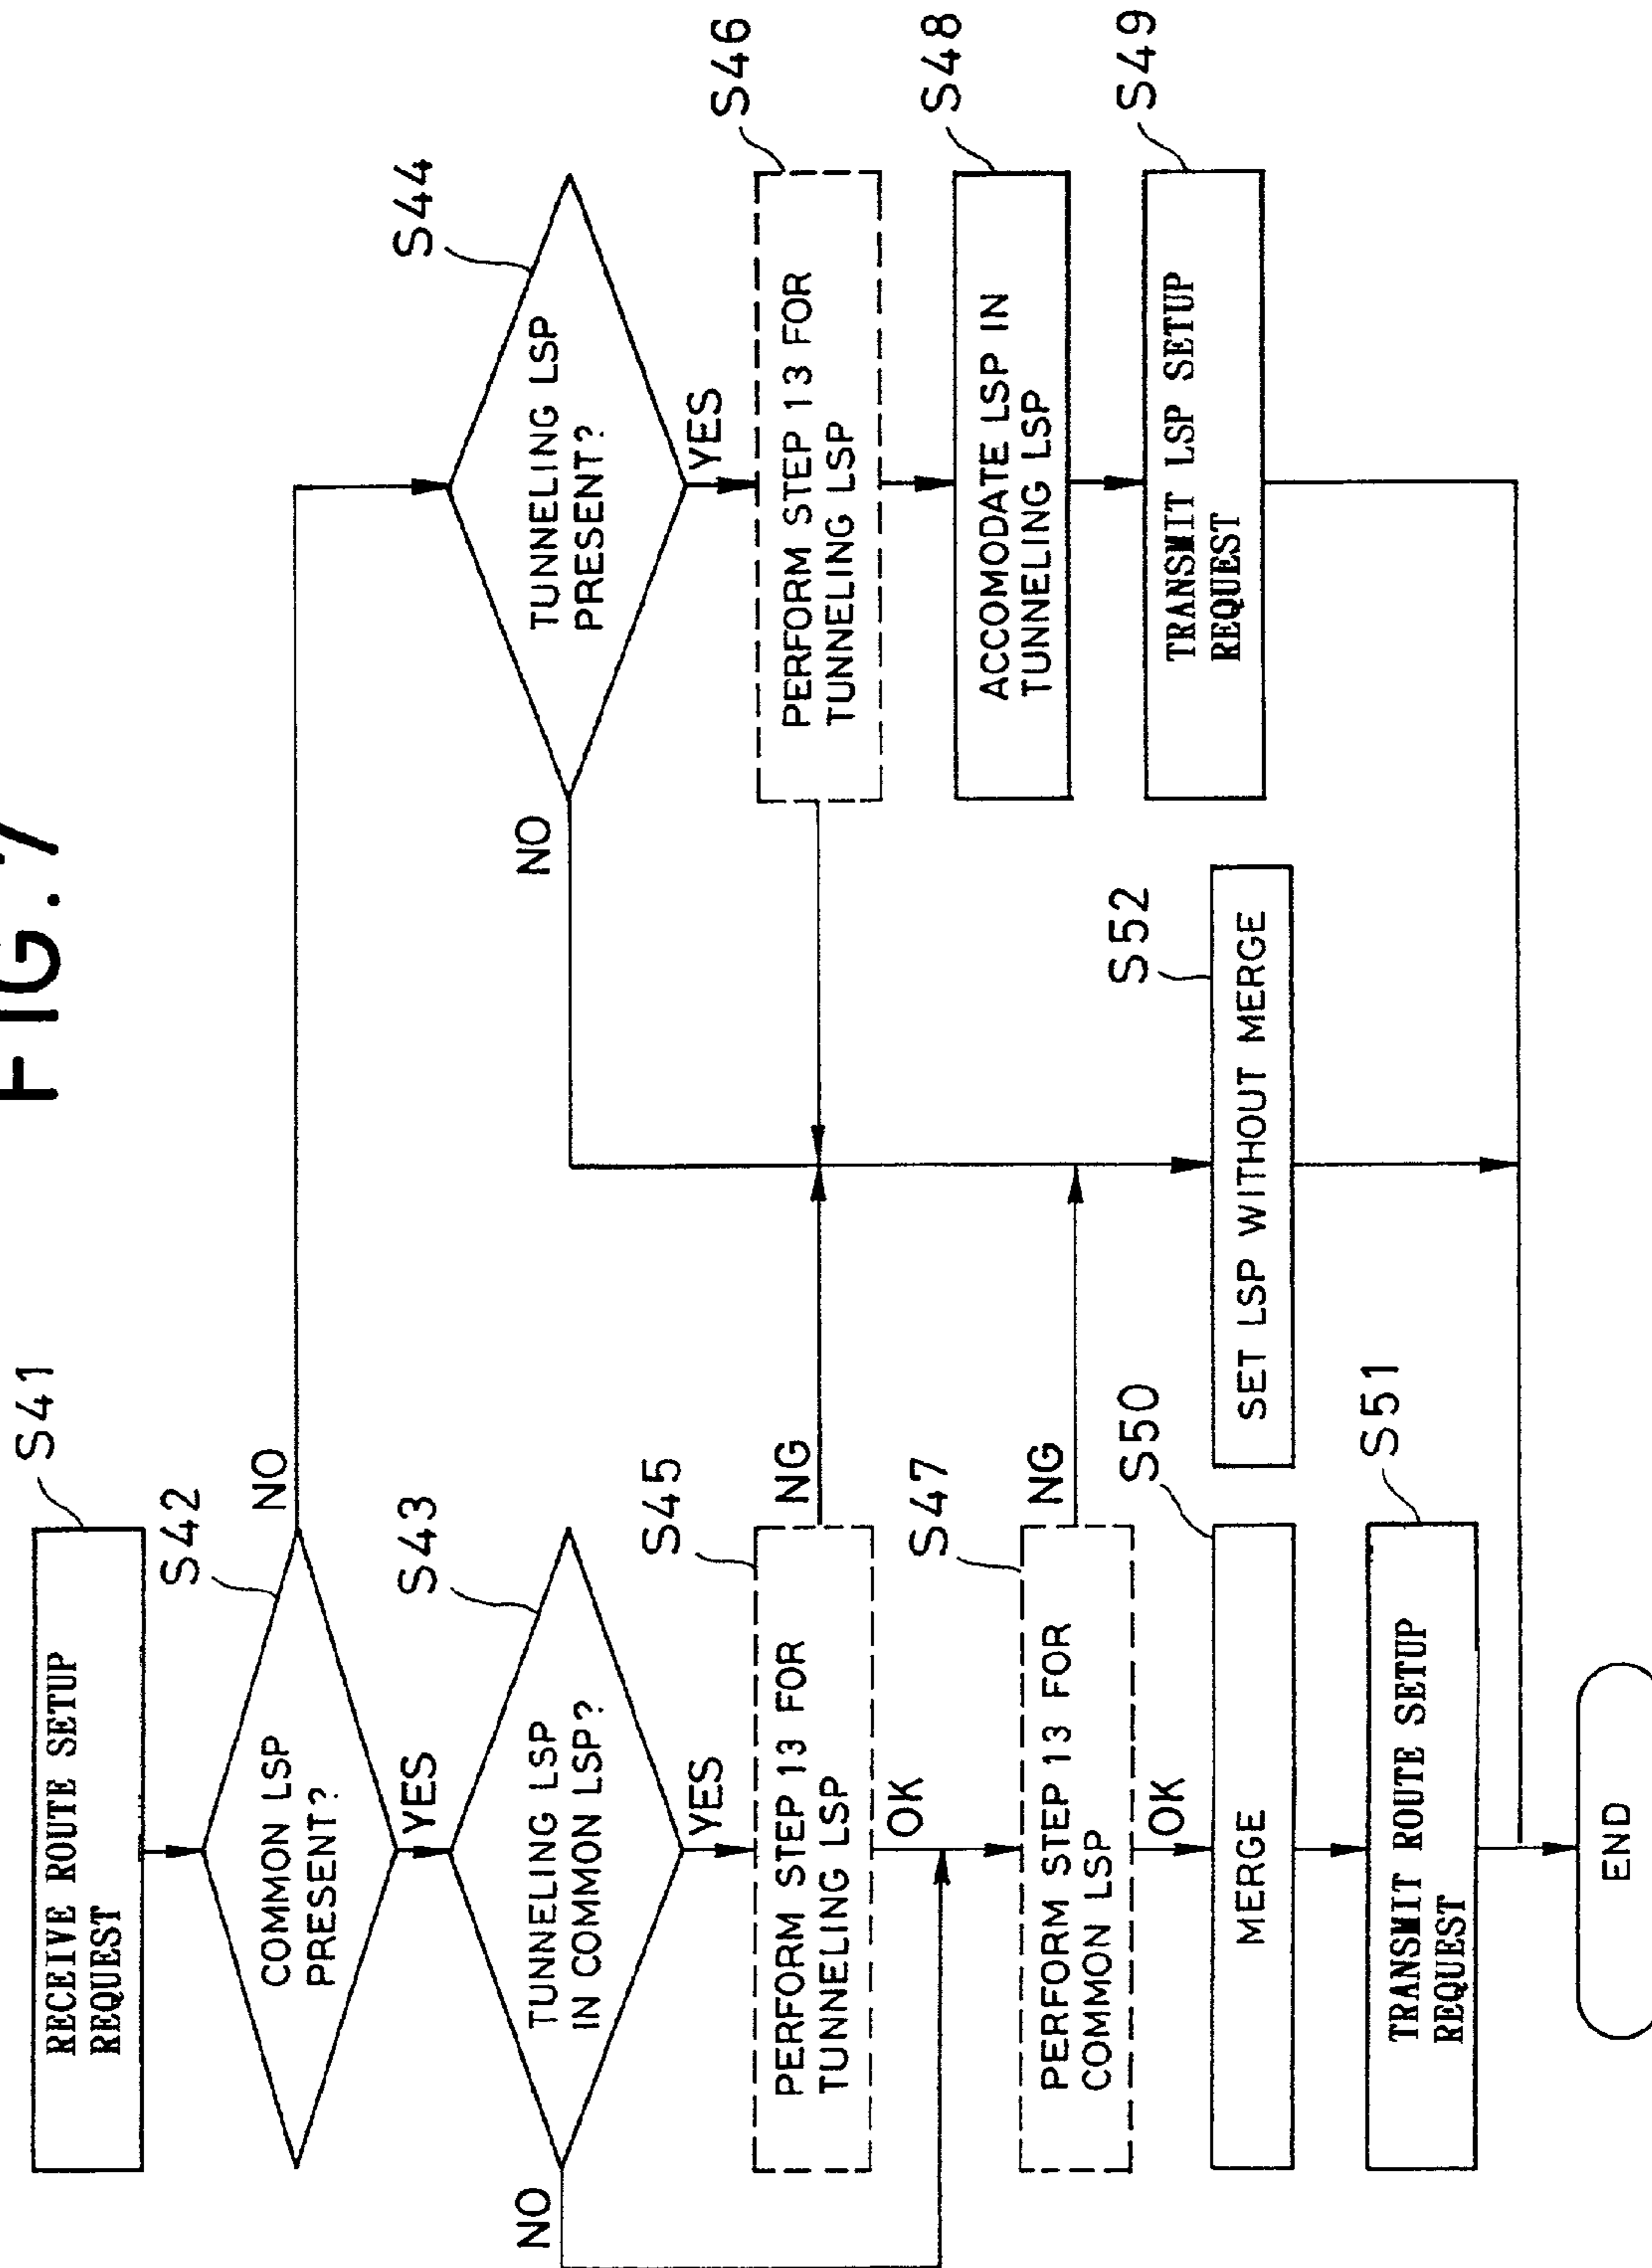 FIG. 7
S41
RECEIVE ROUTE SETUP
REQUEST
S42
COMMON LSP
PRESENT?
NO
YES
S43
TUNNELING LSP
IN COMMON LSP?
NO
YES
S44
TUNNELING LSP
PRESENT?
NO
YES
S45
PERFORM STEP 13 FOR
TUNNELING LSP
NG
OK
S46
PERFORM STEP 13 FOR
TUNNELING LSP
S47
PERFORM STEP 13 FOR
COMMON LSP
NG
OK
S48
ACCOMODATE LSP IN
TUNNELING LSP
S49
TRANSMIT LSP SETUP
REQUEST
S50
MERGE
S52
SET LSP WITHOUT MERGE
S51
TRANSMIT ROUTE SETUP
REQUEST
END